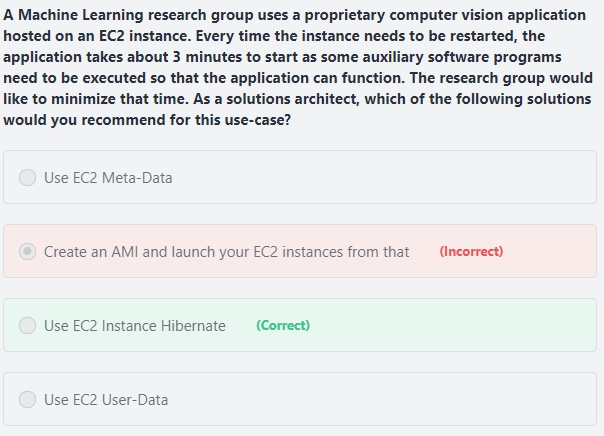 A Machine Learning research group uses a proprietary computer vision application
hosted on an EC2 instance. Every time the instance needs to be restarted, the
application takes about 3 minutes to start as some auxiliary software programs
need to be executed so that the application can function. The research group would
like to minimize that time. As a solutions architect, which of the following solutions
would you recommend for this use-case?
Use EC2 Meta-Data
Create an AMI and launch your EC2 instances from that (Incorrect)
Use EC2 Instance Hibernate (Correct)
Use EC2 User-Data